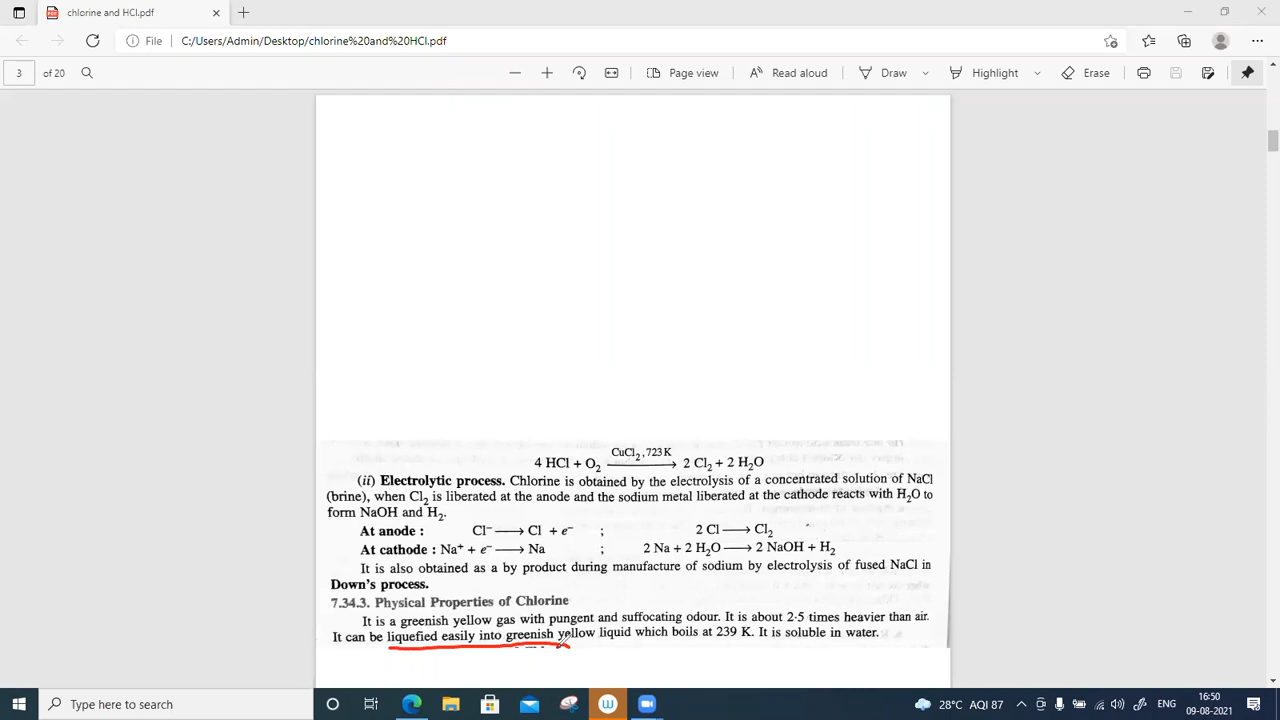 chlorine and HCl.pdf
File C:/Users/Admin/Desktop/chlorine%20and%20HCl.pdf
3 of 20 Page view Read aloud Draw Highlight Erase
CuCl2, 723 K
4 HCl + O2 ⟶ 2 Cl2 + 2 H2O
(ii) Electrolytic process. Chlorine is obtained by the electrolysis of a concentrated solution of NaCl
(brine), when Cl2 is liberated at the anode and the sodium metal liberated at the cathode reacts with H2O to
form NaOH and H2.
At anode : Cl⁻ ⟶ Cl + e⁻ ; 2 Cl ⟶ Cl2
At cathode : Na⁺ + e⁻ ⟶ Na ; 2 Na + 2 H2O ⟶ 2 NaOH + H2
It is also obtained as a by product during manufacture of sodium by electrolysis of fused NaCl in
Down's process.
7.34.3. Physical Properties of Chlorine
It is a greenish yellow gas with pungent and suffocating odour. It is about 2·5 times heavier than air.
It can be liquefied easily into greenish yellow liquid which boils at 239 K. It is soluble in water.
Type here to search
28°C AQI 87 ENG 16:50
09-08-2021